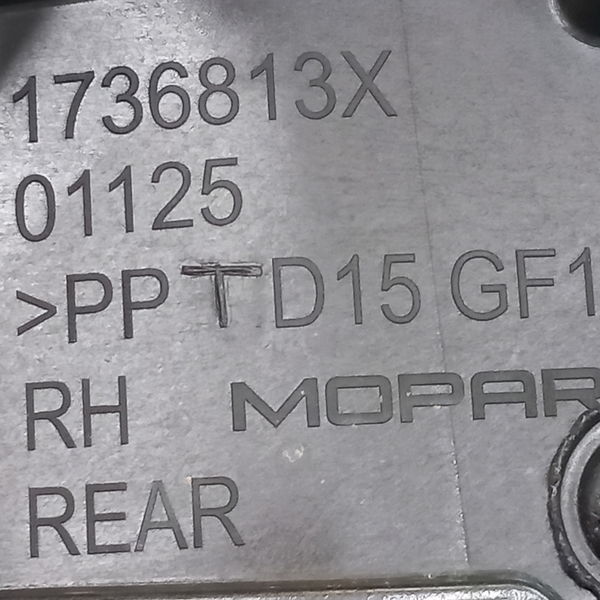 1736813X
01125
>PP TD15 GF1
RH MOPAR
REAR